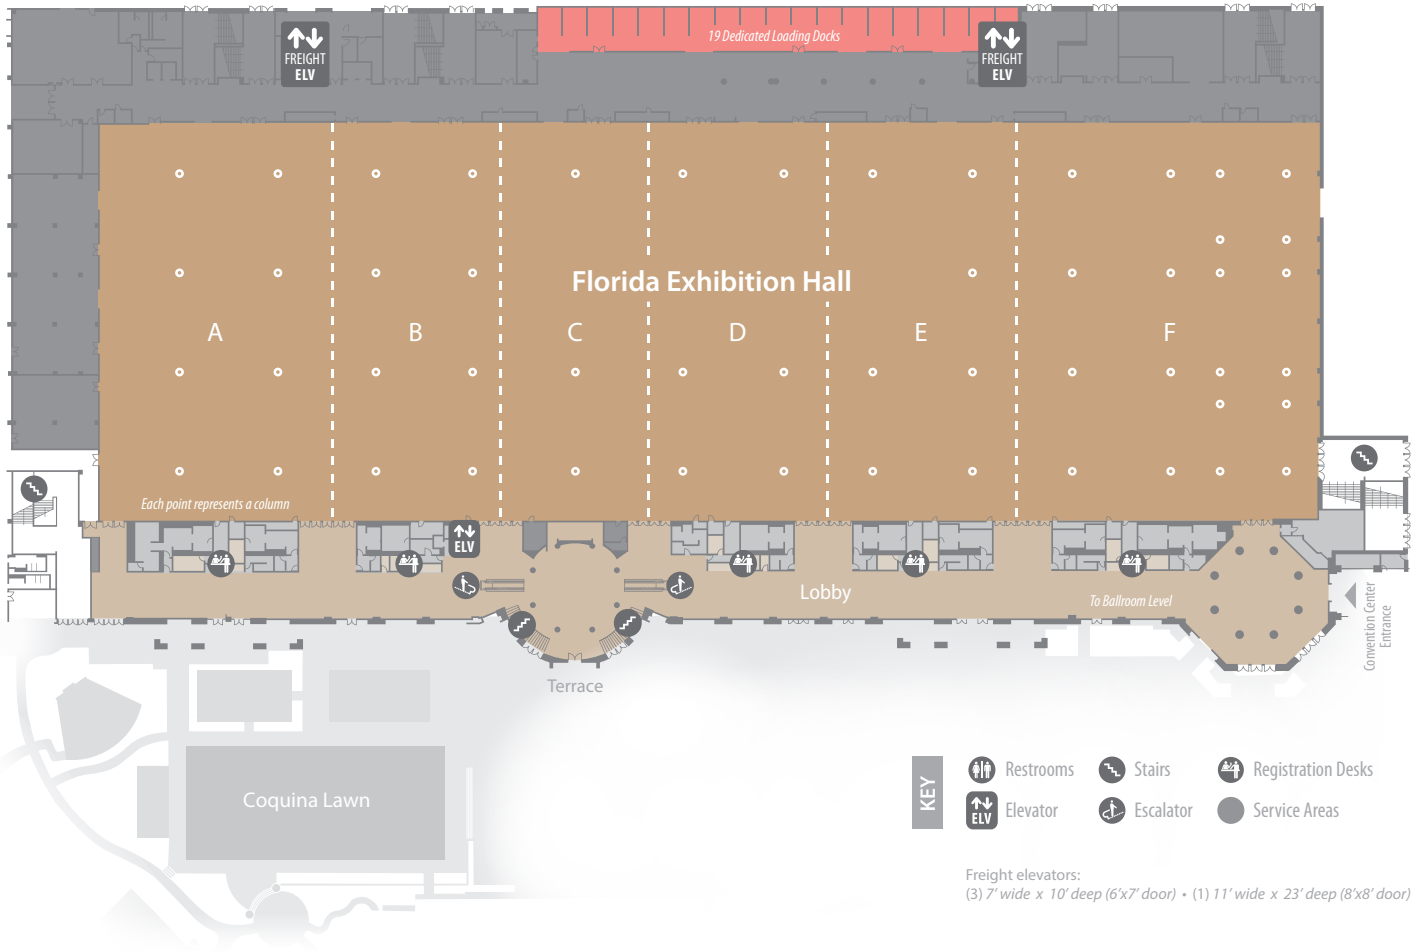 19 Dedicated Loading Docks
FREIGHT
ELV
FREIGHT
ELV
Florida Exhibition Hall
A
B
C
D
E
F
Each point represents a column
ELV
Lobby
To Ballroom Level
Convention Center
Entrance
Terrace
Coquina Lawn
KEY
Restrooms
Stairs
Registration Desks
ELV
Elevator
Escalator
Service Areas
Freight elevators:
(3) 7’ wide x 10’ deep (6’x7’ door) • (1) 11’ wide x 23’ deep (8’x8’ door)